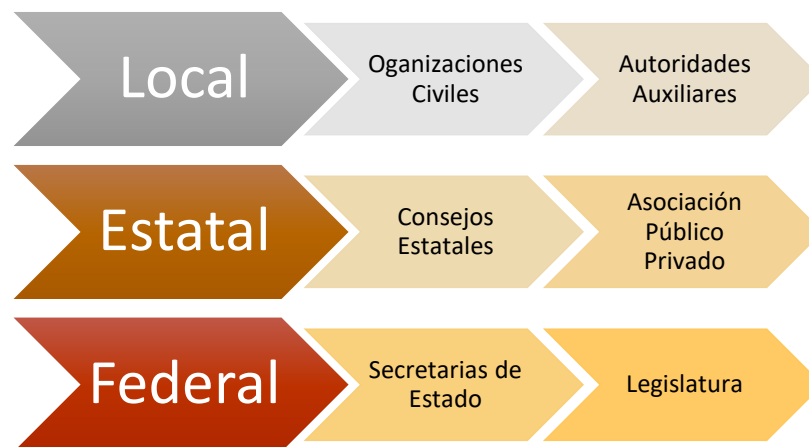 Local
Oganizaciones
Civiles
Autoridades
Auxiliares
Estatal
Consejos
Estatales
Asociación
Público
Privado
Federal
Secretarias de
Estado
Legislatura